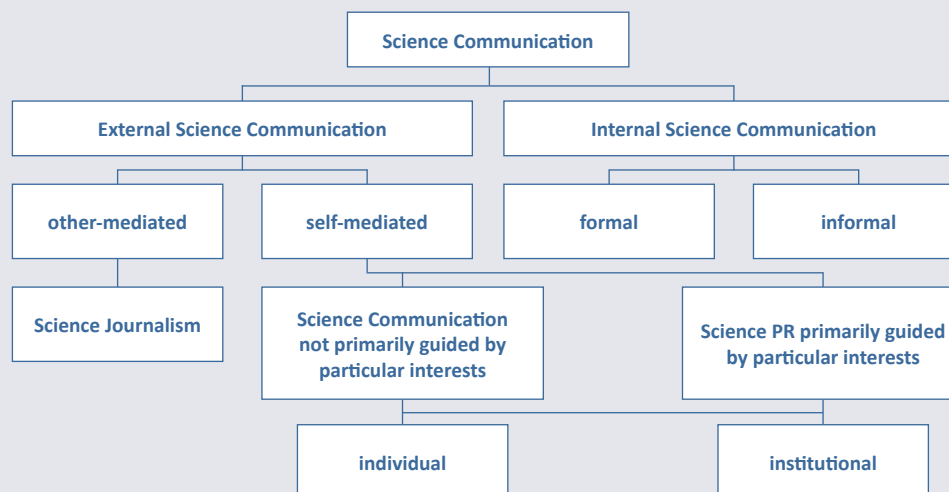 Science Communication
External Science Communication
Internal Science Communication
other-mediated
self-mediated
formal
informal
Science Journalism
Science Communication
not primarily guided by
particular interests
Science PR primarily guided
by particular interests
individual
institutional